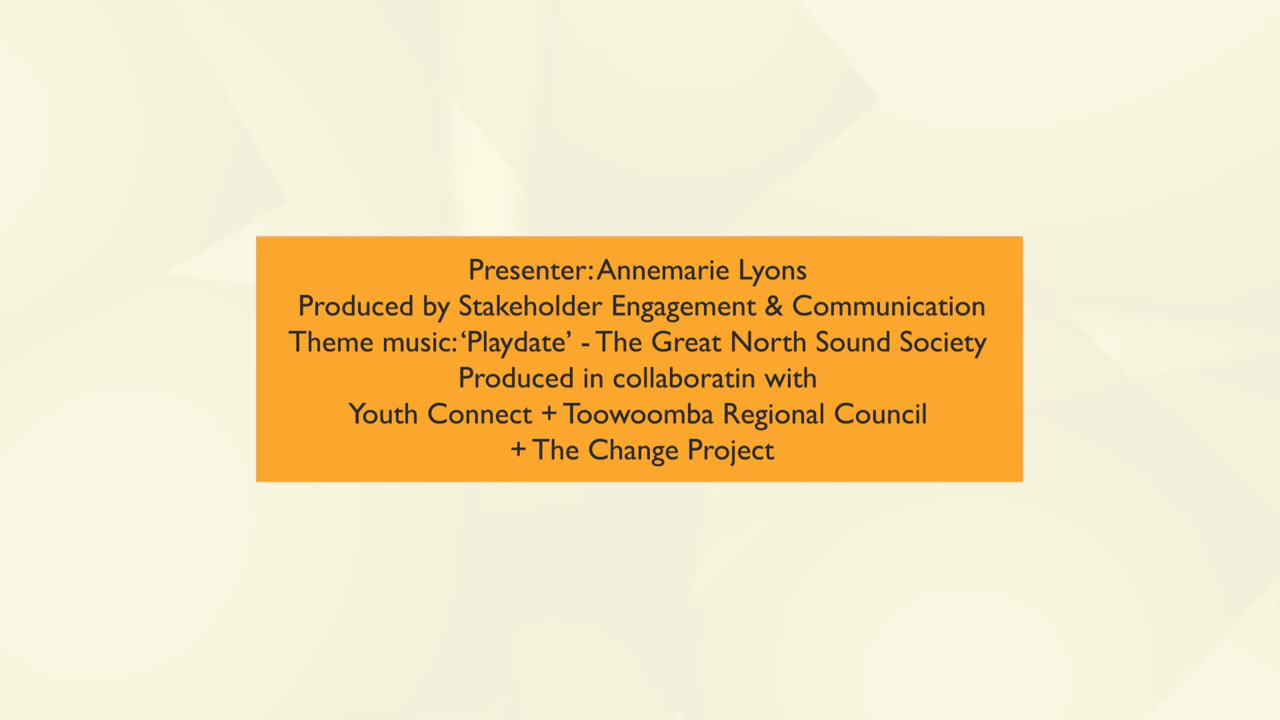 Presenter: Annemarie Lyons
Produced by Stakeholder Engagement & Communication
Theme music: ‘Playdate’ - The Great North Sound Society
Produced in collaboratin with
Youth Connect + Toowoomba Regional Council
+ The Change Project